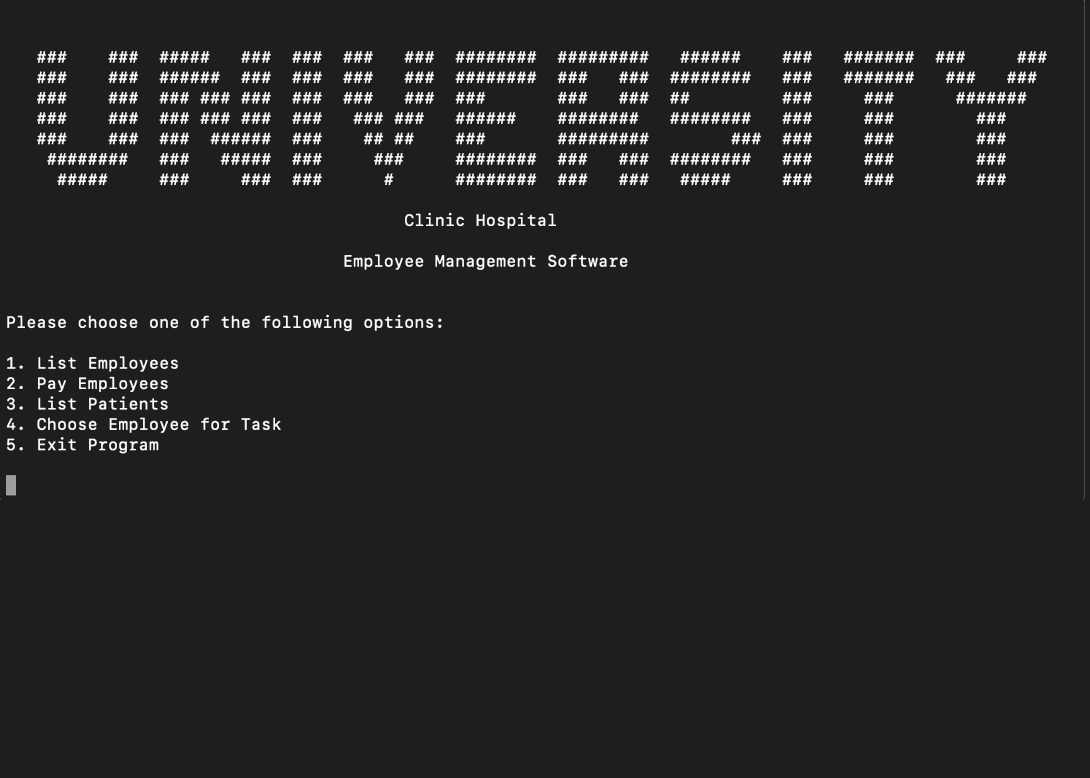 UNIVERSITY
Clinic Hospital
Employee Management Software
Please choose one of the following options:
1. List Employees
2. Pay Employees
3. List Patients
4. Choose Employee for Task
5. Exit Program